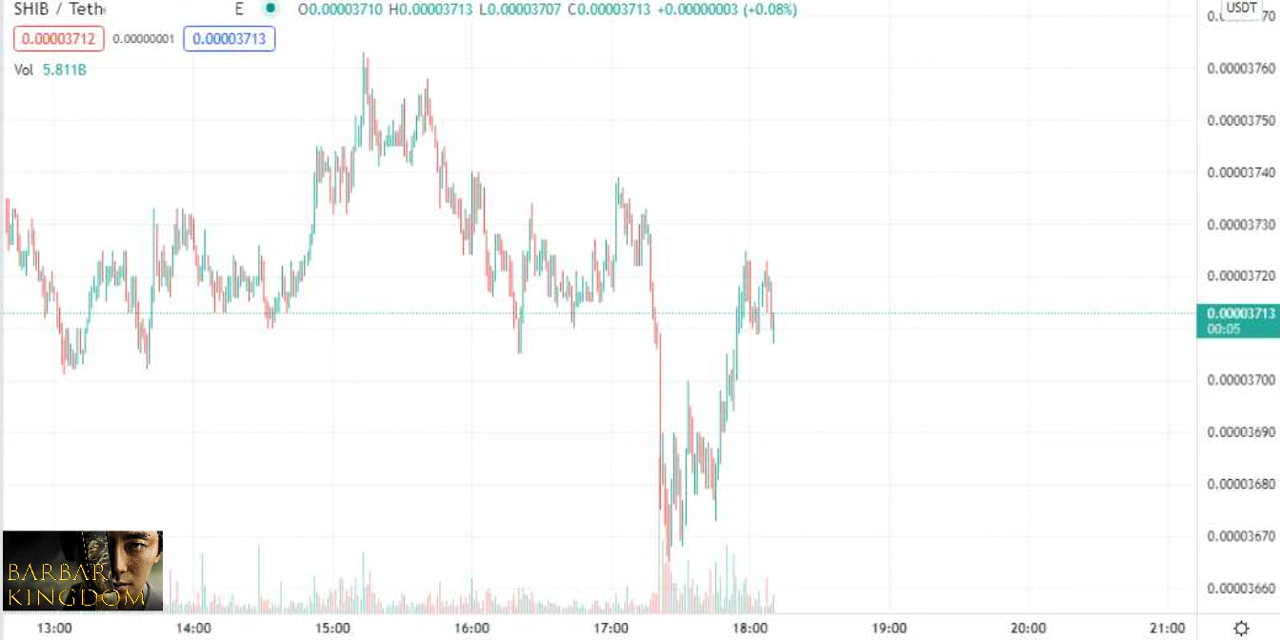 SHIB / Teth
E
O0.00003710 H0.00003713 L0.00003707 C0.00003713 +0.00000003 (+0.08%)
0.00003712 0.00000001 0.00003713
Vol 5.811B
USDT
0.00003760
0.00003750
0.00003740
0.00003730
0.00003720
0.00003713
00:05
0.00003700
0.00003690
0.00003680
0.00003670
0.00003660
BARBAR
KINGDOM
13:00 14:00 15:00 16:00 17:00 18:00 19:00 20:00 21:00